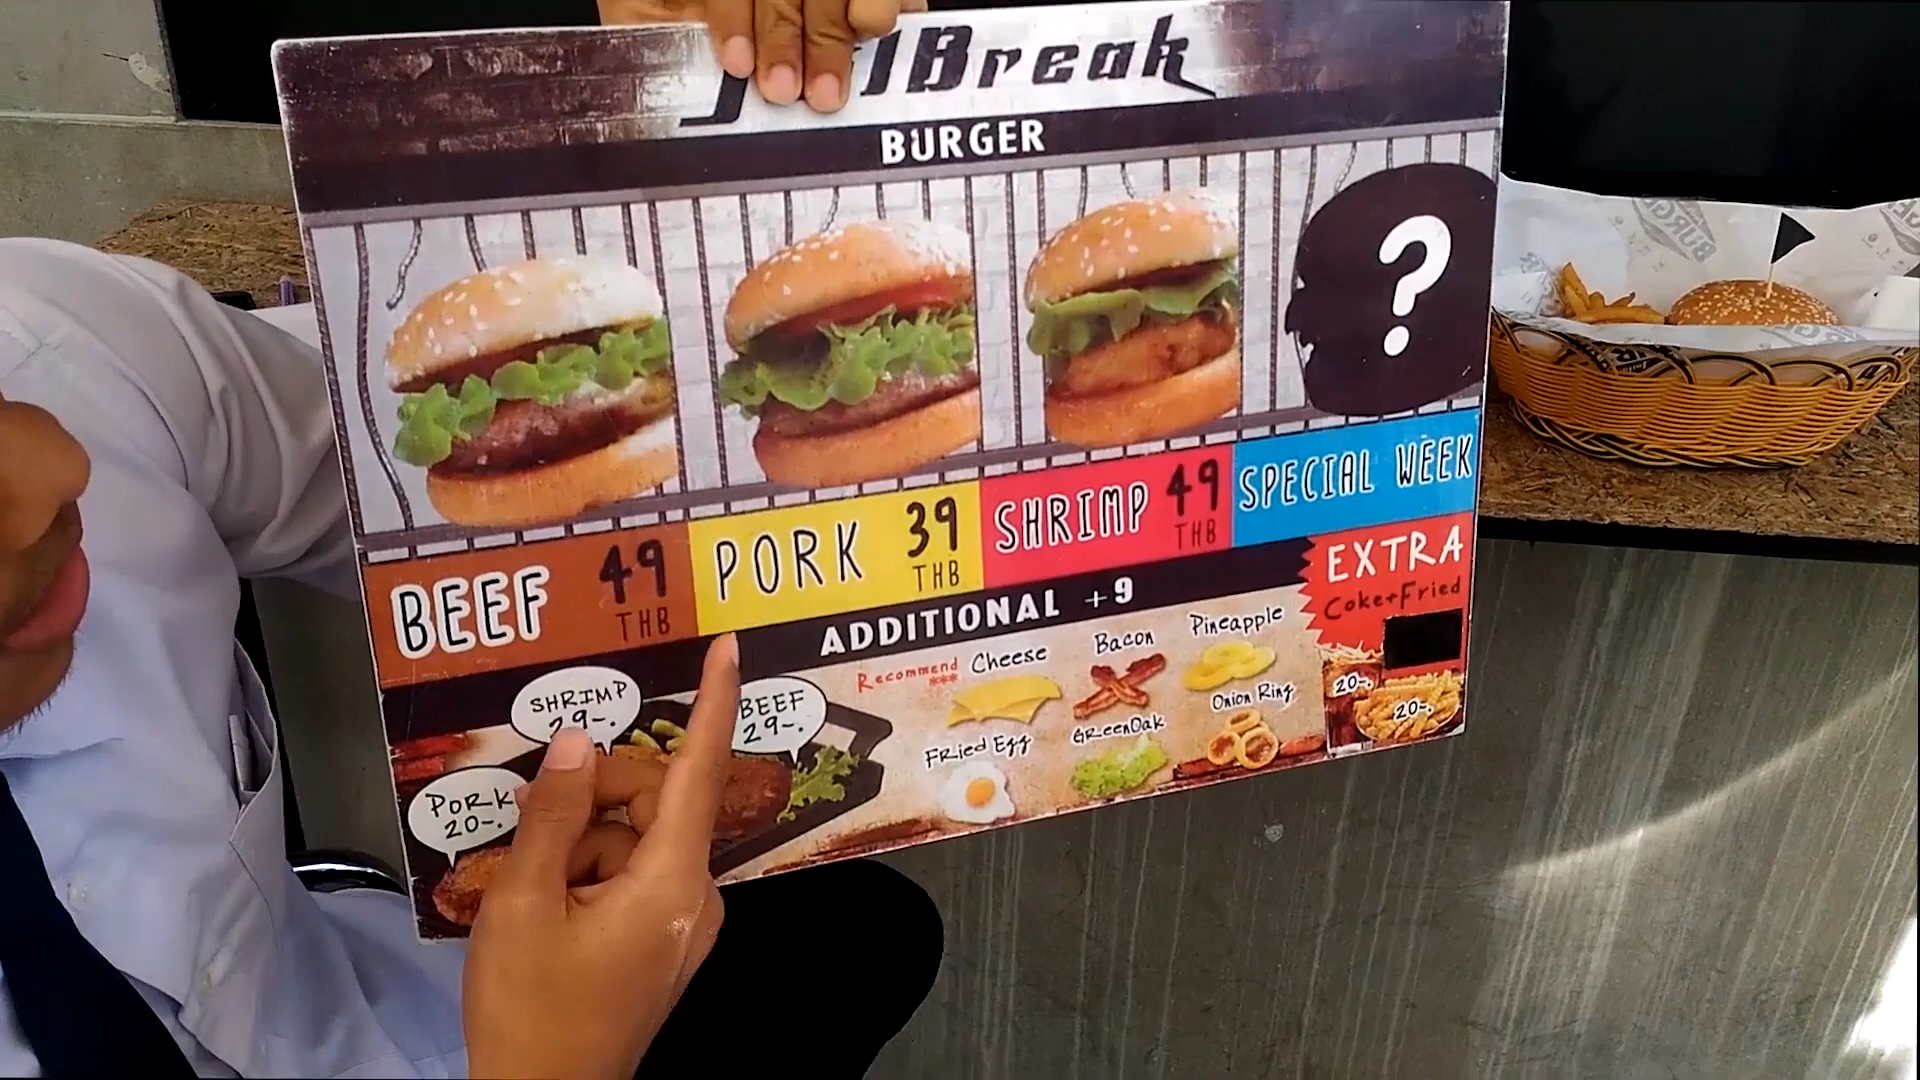 lBreak
BURGER
BEEF 49 THB
PORK 39 THB
SHRIMP 49 THB
SPECIAL WEEK
?
ADDITIONAL +9
EXTRA
Coke+Fried
20-.
20-.
SHRIMP
29-.
BEEF
29-.
PORK
20-.
Recommend
***
Cheese
Bacon
Pineapple
Fried Egg
GReenOak
Onion Ring